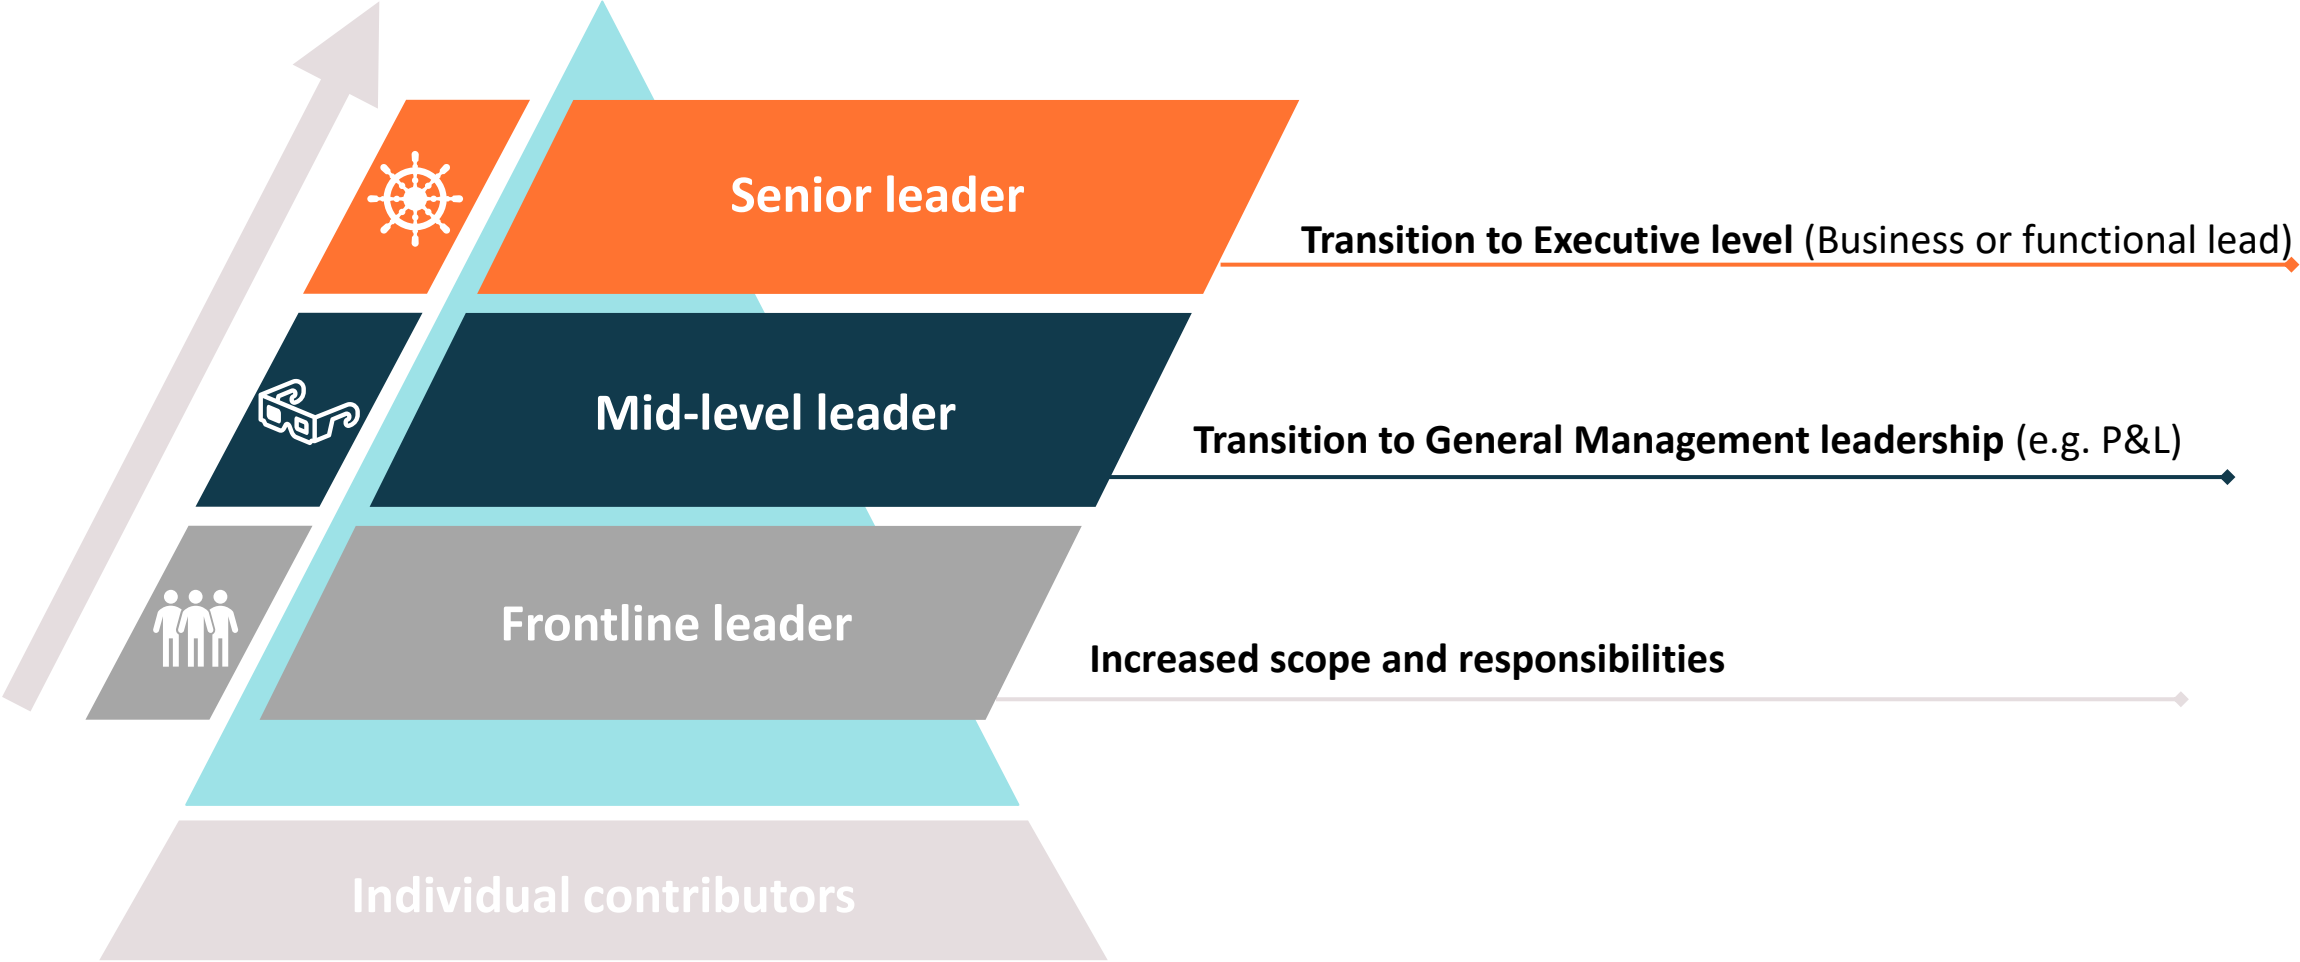 Senior leader
Transition to Executive level (Business or functional lead)
Mid-level leader
Transition to General Management leadership (e.g. P&L)
Frontline leader
Increased scope and responsibilities
Individual contributors